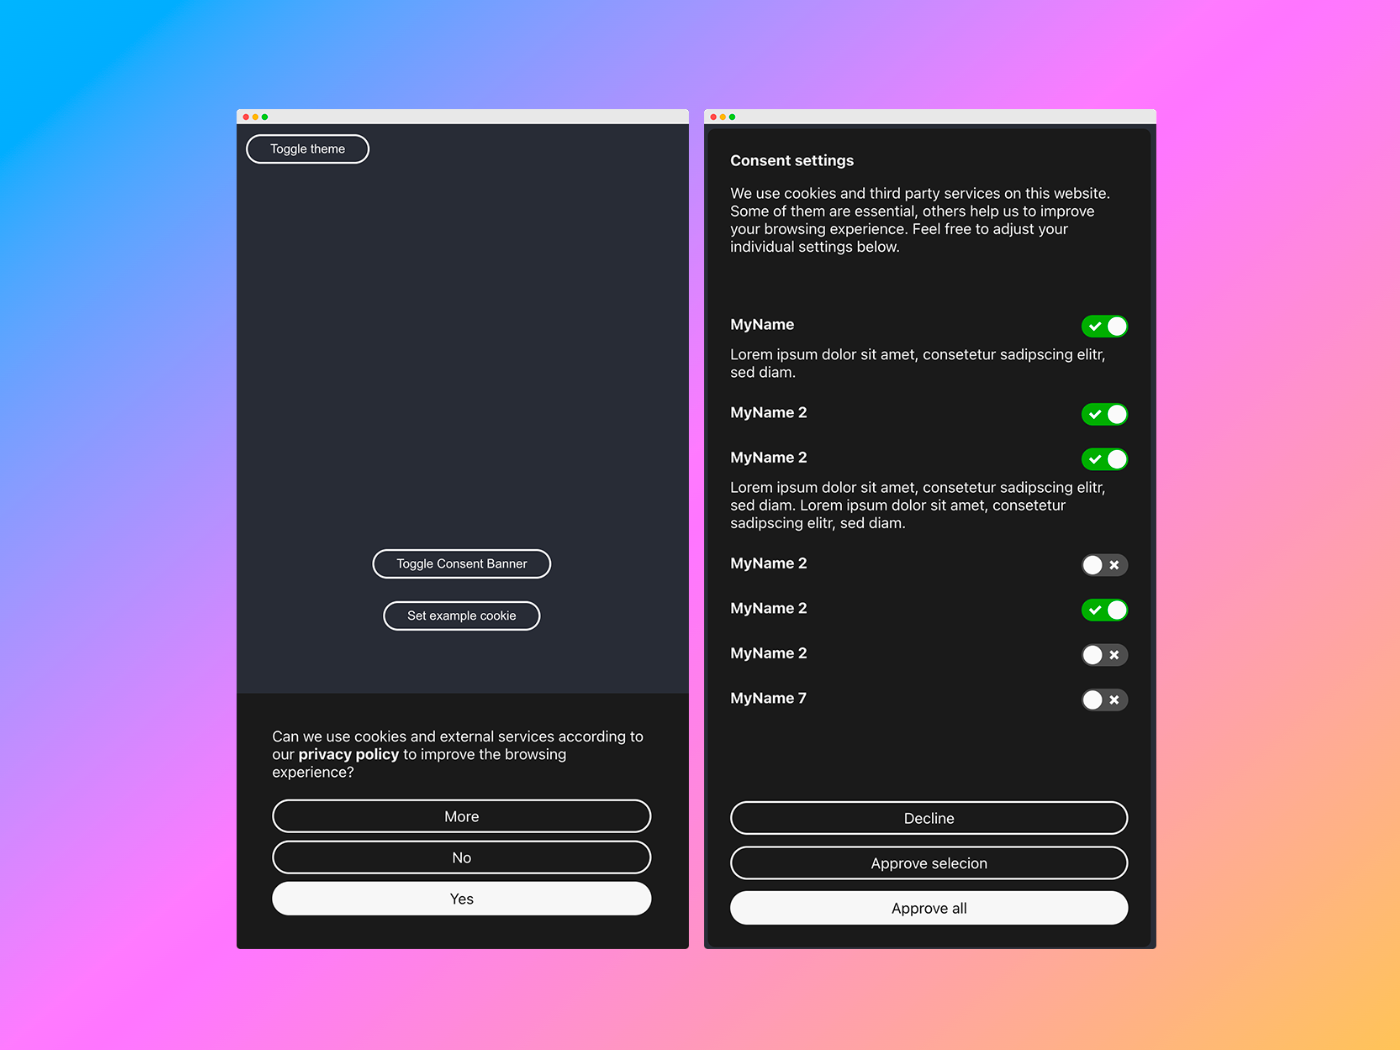 Toggle theme
Toggle Consent Banner
Set example cookie
Can we use cookies and external services according to
our privacy policy to improve the browsing
experience?
More
No
Yes
Consent settings
We use cookies and third party services on this website.
Some of them are essential, others help us to improve
your browsing experience. Feel free to adjust your
individual settings below.
MyName
Lorem ipsum dolor sit amet, consetetur sadipscing elitr,
sed diam.
MyName 2
MyName 2
Lorem ipsum dolor sit amet, consetetur sadipscing elitr,
sed diam. Lorem ipsum dolor sit amet, consetetur
sadipscing elitr, sed diam.
MyName 2
MyName 2
MyName 2
MyName 7
Decline
Approve selecion
Approve all